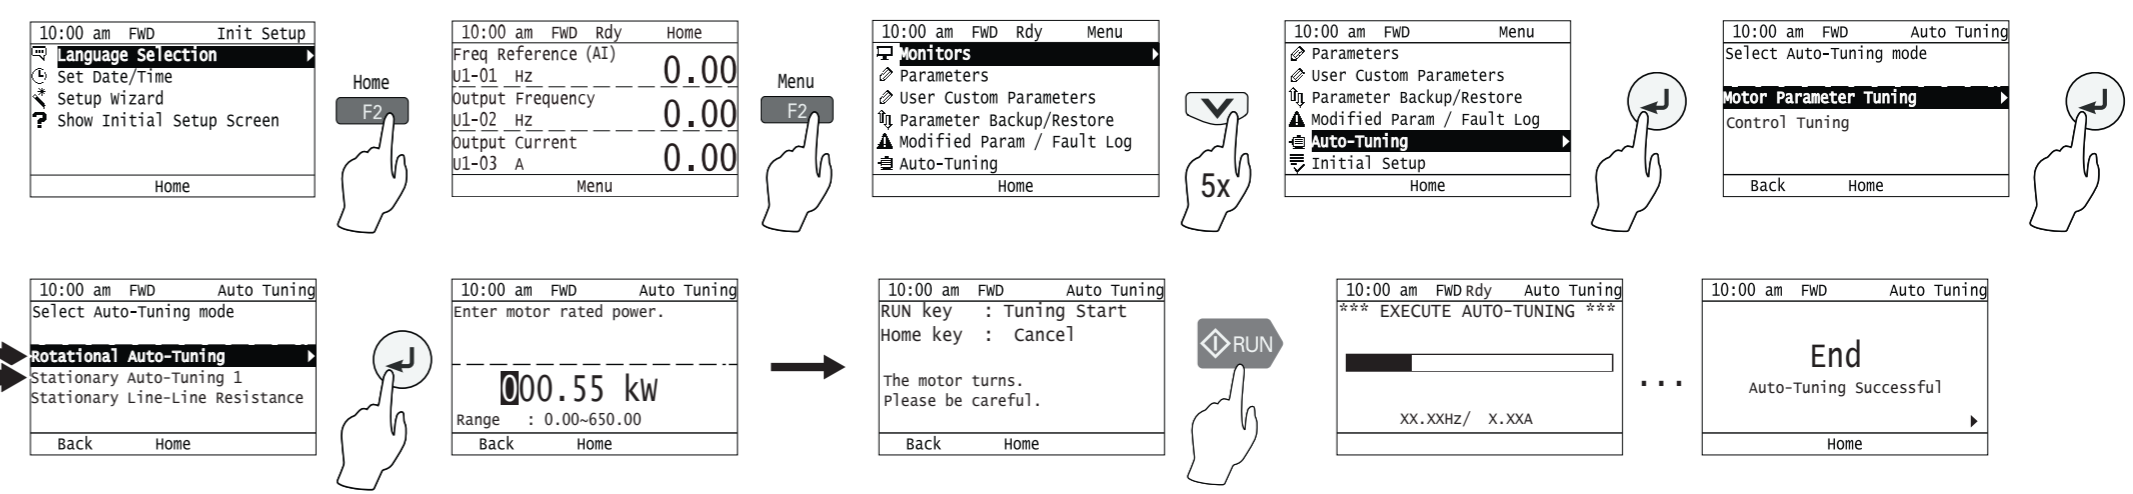 10:00 am FWD Init Setup
Language Selection
Set Date/Time
Setup Wizard
? Show Initial Setup Screen
Home
Home
F2
10:00 am FWD Rdy Home
Freq Reference (AI)
U1-01 Hz 0.00
Output Frequency
U1-02 Hz 0.00
Output Current
U1-03 A 0.00
Menu
Menu
F2
10:00 am FWD Rdy Menu
Monitors
Parameters
User Custom Parameters
Parameter Backup/Restore
Modified Param / Fault Log
Auto-Tuning
Home
5x
10:00 am FWD Menu
Parameters
User Custom Parameters
Parameter Backup/Restore
Modified Param / Fault Log
Auto-Tuning
Initial Setup
Home
10:00 am FWD Auto Tuning
Select Auto-Tuning mode
Motor Parameter Tuning
Control Tuning
Back Home
10:00 am FWD Auto Tuning
Select Auto-Tuning mode
Rotational Auto-Tuning
Stationary Auto-Tuning 1
Stationary Line-Line Resistance
Back Home
10:00 am FWD Auto Tuning
Enter motor rated power.
000.55 kW
Range : 0.00~650.00
Back Home
10:00 am FWD Auto Tuning
RUN key : Tuning Start
Home key : Cancel
The motor turns.
Please be careful.
Back Home
RUN
10:00 am FWD Rdy Auto Tuning
*** EXECUTE AUTO-TUNING ***
XX.XXHz/ X.XXA
...
10:00 am FWD Auto Tuning
End
Auto-Tuning Successful
Home